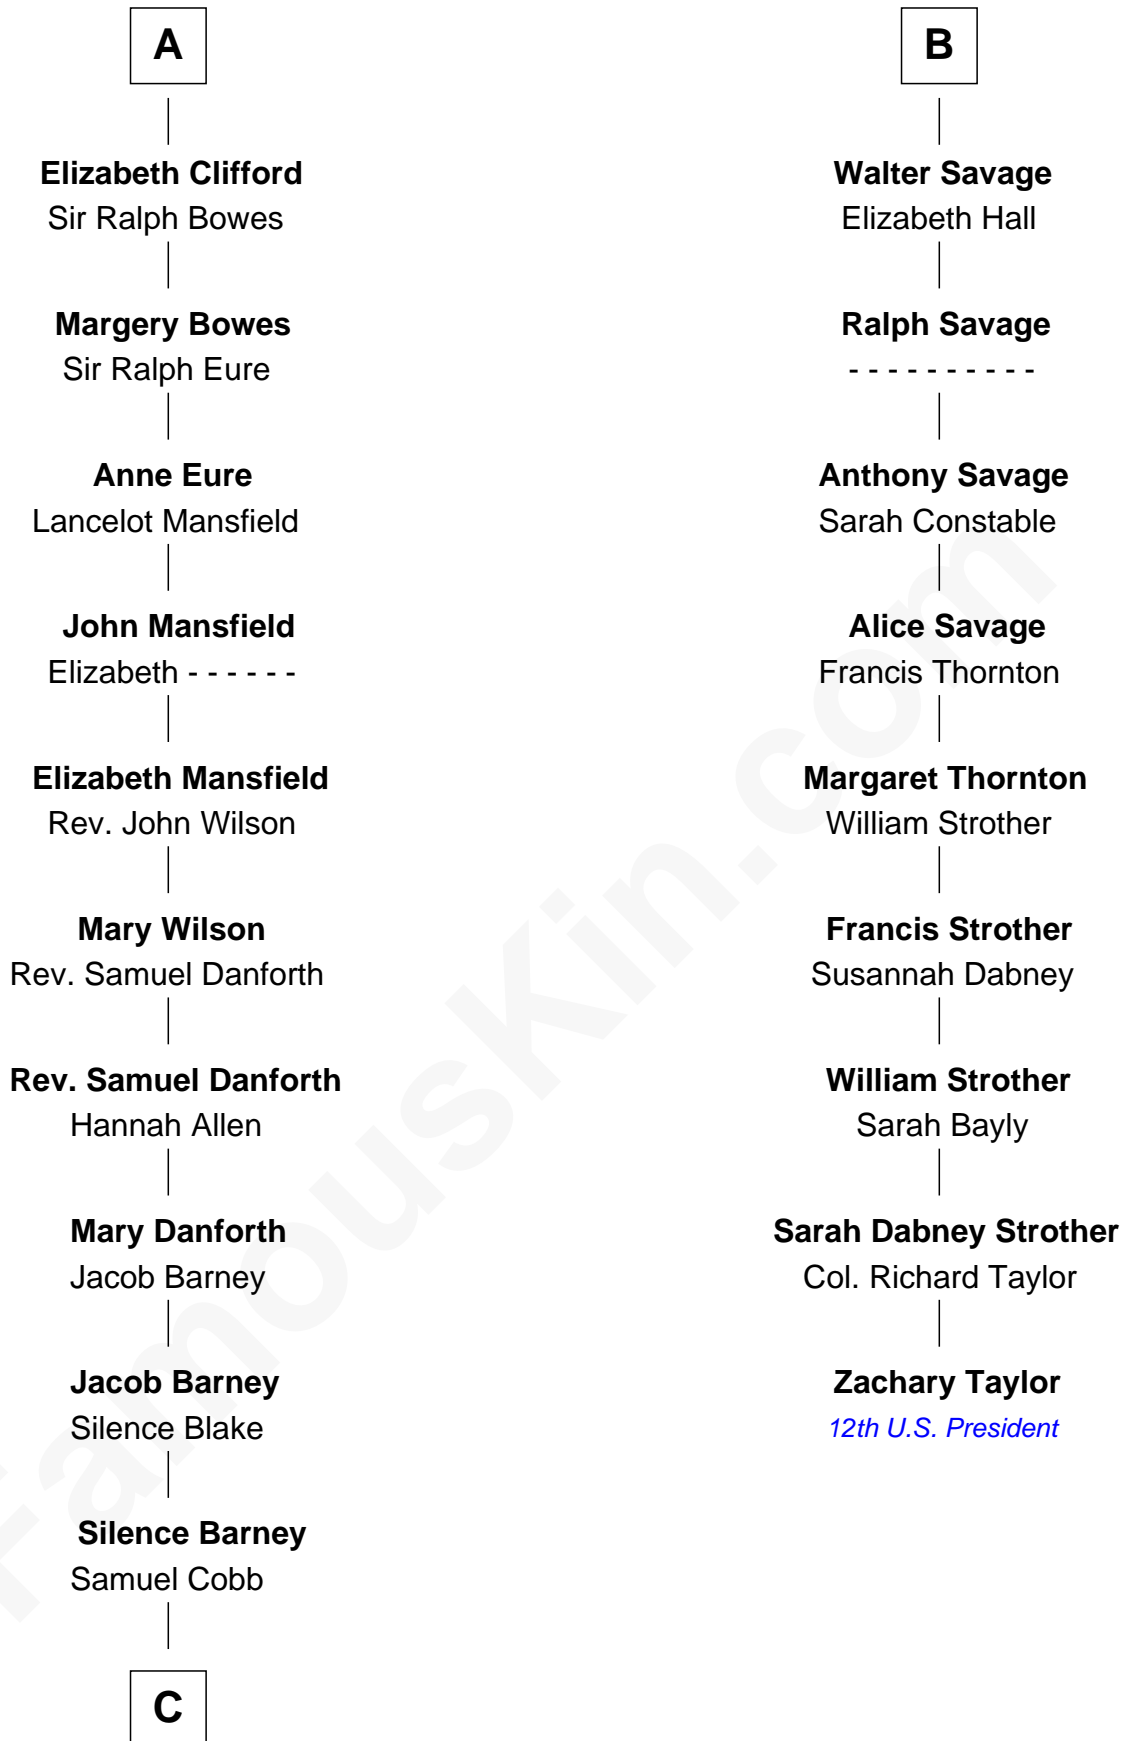 A
Elizabeth Clifford
Sir Ralph Bowes
Margery Bowes
Sir Ralph Eure
Anne Eure
Lancelot Mansfield
John Mansfield
Elizabeth - - - - - -
Elizabeth Mansfield
Rev. John Wilson
Mary Wilson
Rev. Samuel Danforth
Rev. Samuel Danforth
Hannah Allen
Mary Danforth
Jacob Barney
Jacob Barney
Silence Blake
Silence Barney
Samuel Cobb
C
B
Walter Savage
Elizabeth Hall
Ralph Savage
- - - - - - - - - -
Anthony Savage
Sarah Constable
Alice Savage
Francis Thornton
Margaret Thornton
William Strother
Francis Strother
Susannah Dabney
William Strother
Sarah Bayly
Sarah Dabney Strother
Col. Richard Taylor
Zachary Taylor
12th U.S. President
FamousKin.com